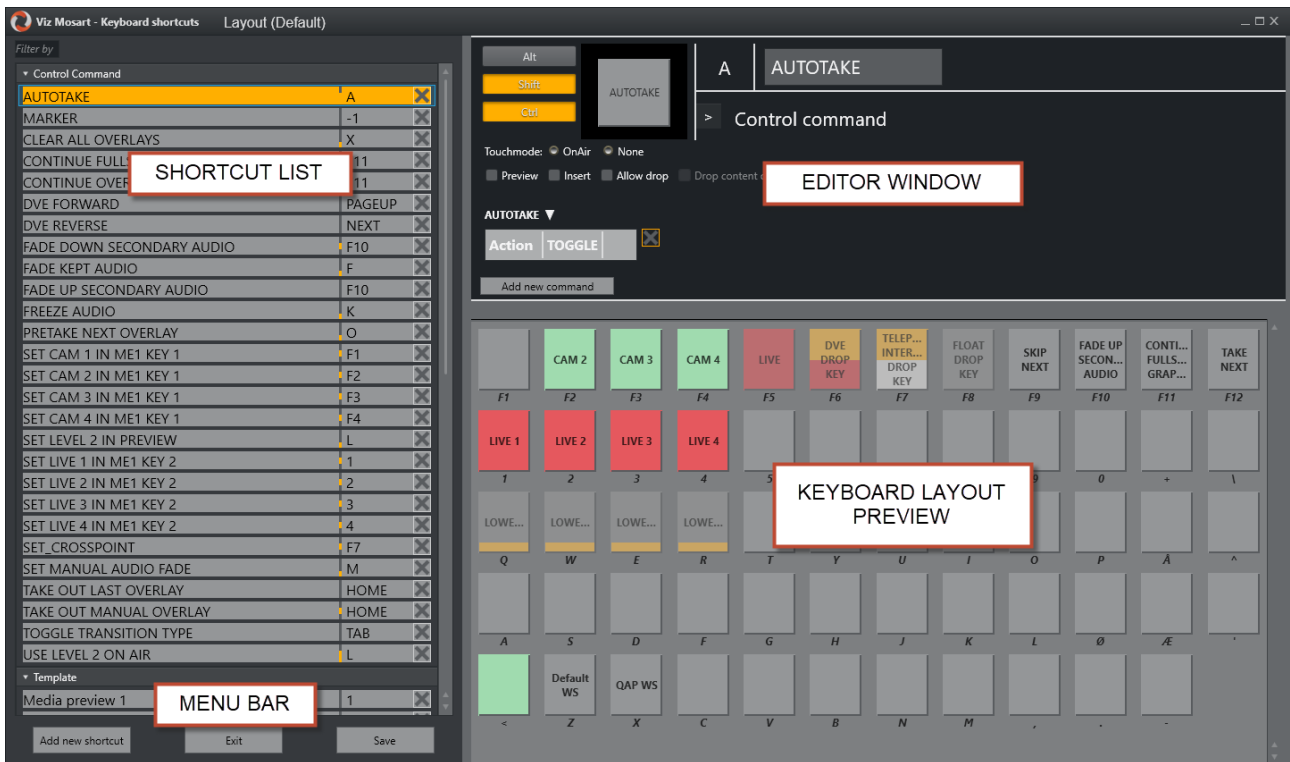 Viz Mosart - Keyboard shortcuts Layout (Default)
Filter by
Control Command
AUTOTAKE A
MARKER -1
CLEAR ALL OVERLAYS X
CONTINUE FULL 11
CONTINUE OVER 11
DVE FORWARD PAGEUP
DVE REVERSE NEXT
FADE DOWN SECONDARY AUDIO F10
FADE KEPT AUDIO F
FADE UP SECONDARY AUDIO F10
FREEZE AUDIO K
PRETAKE NEXT OVERLAY O
SET CAM 1 IN ME1 KEY 1 F1
SET CAM 2 IN ME1 KEY 1 F2
SET CAM 3 IN ME1 KEY 1 F3
SET CAM 4 IN ME1 KEY 1 F4
SET LEVEL 2 IN PREVIEW L
SET LIVE 1 IN ME1 KEY 2 1
SET LIVE 2 IN ME1 KEY 2 2
SET LIVE 3 IN ME1 KEY 2 3
SET LIVE 4 IN ME1 KEY 2 4
SET_CROSSPOINT F7
SET MANUAL AUDIO FADE M
TAKE OUT LAST OVERLAY HOME
TAKE OUT MANUAL OVERLAY HOME
TOGGLE TRANSITION TYPE TAB
USE LEVEL 2 ON AIR L
Template
Media preview 1 1
SHORTCUT LIST
MENU BAR
Add new shortcut Exit Save
Alt
Shift
Ctrl
AUTOTAKE
A AUTOTAKE
> Control command
Touchmode: OnAir None
Preview Insert Allow drop Drop content
EDITOR WINDOW
AUTOTAKE ▼
Action TOGGLE
Add new command
CAM 2 CAM 3 CAM 4 LIVE DVE DROP KEY TELEP... INTER... DROP KEY FLOAT DROP KEY SKIP NEXT FADE UP SECON... AUDIO CONTI... FULLS... GRAP... TAKE NEXT
F1 F2 F3 F4 F5 F6 F7 F8 F9 F10 F11 F12
LIVE 1 LIVE 2 LIVE 3 LIVE 4
1 2 3 4 5 9 0 + \
KEYBOARD LAYOUT
PREVIEW
LOWE... LOWE... LOWE... LOWE...
Q W E R T Y U I O P Å ^
A S D F G H J K L Ø Æ '
Default WS QAP WS
< Z X C V B N M , . -